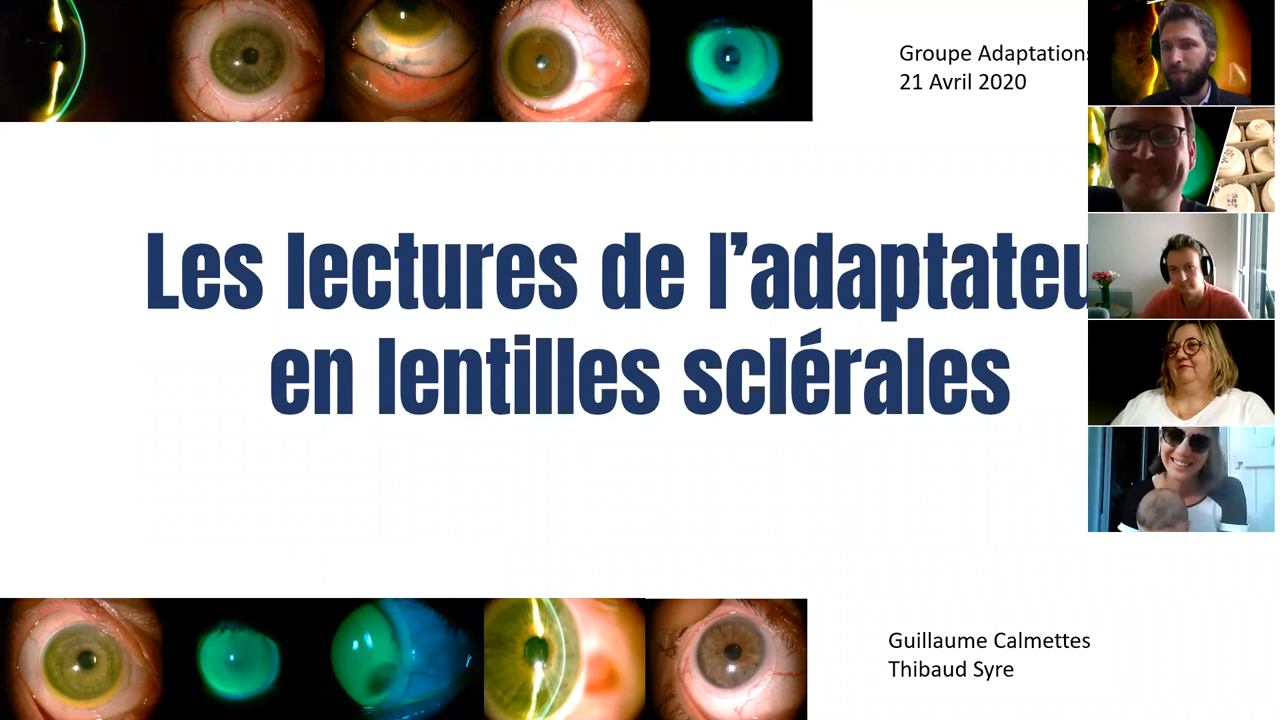 Groupe Adaptations
21 Avril 2020
Les lectures de l’adaptateu
en lentilles sclérales
Guillaume Calmettes
Thibaud Syre